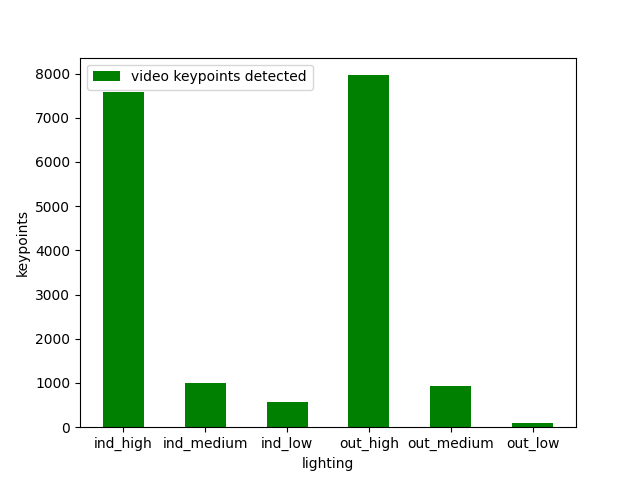 video keypoints detected
8000
7000
6000
5000
4000
3000
2000
1000
0
keypoints
ind_high ind_medium ind_low out_high out_medium out_low
lighting